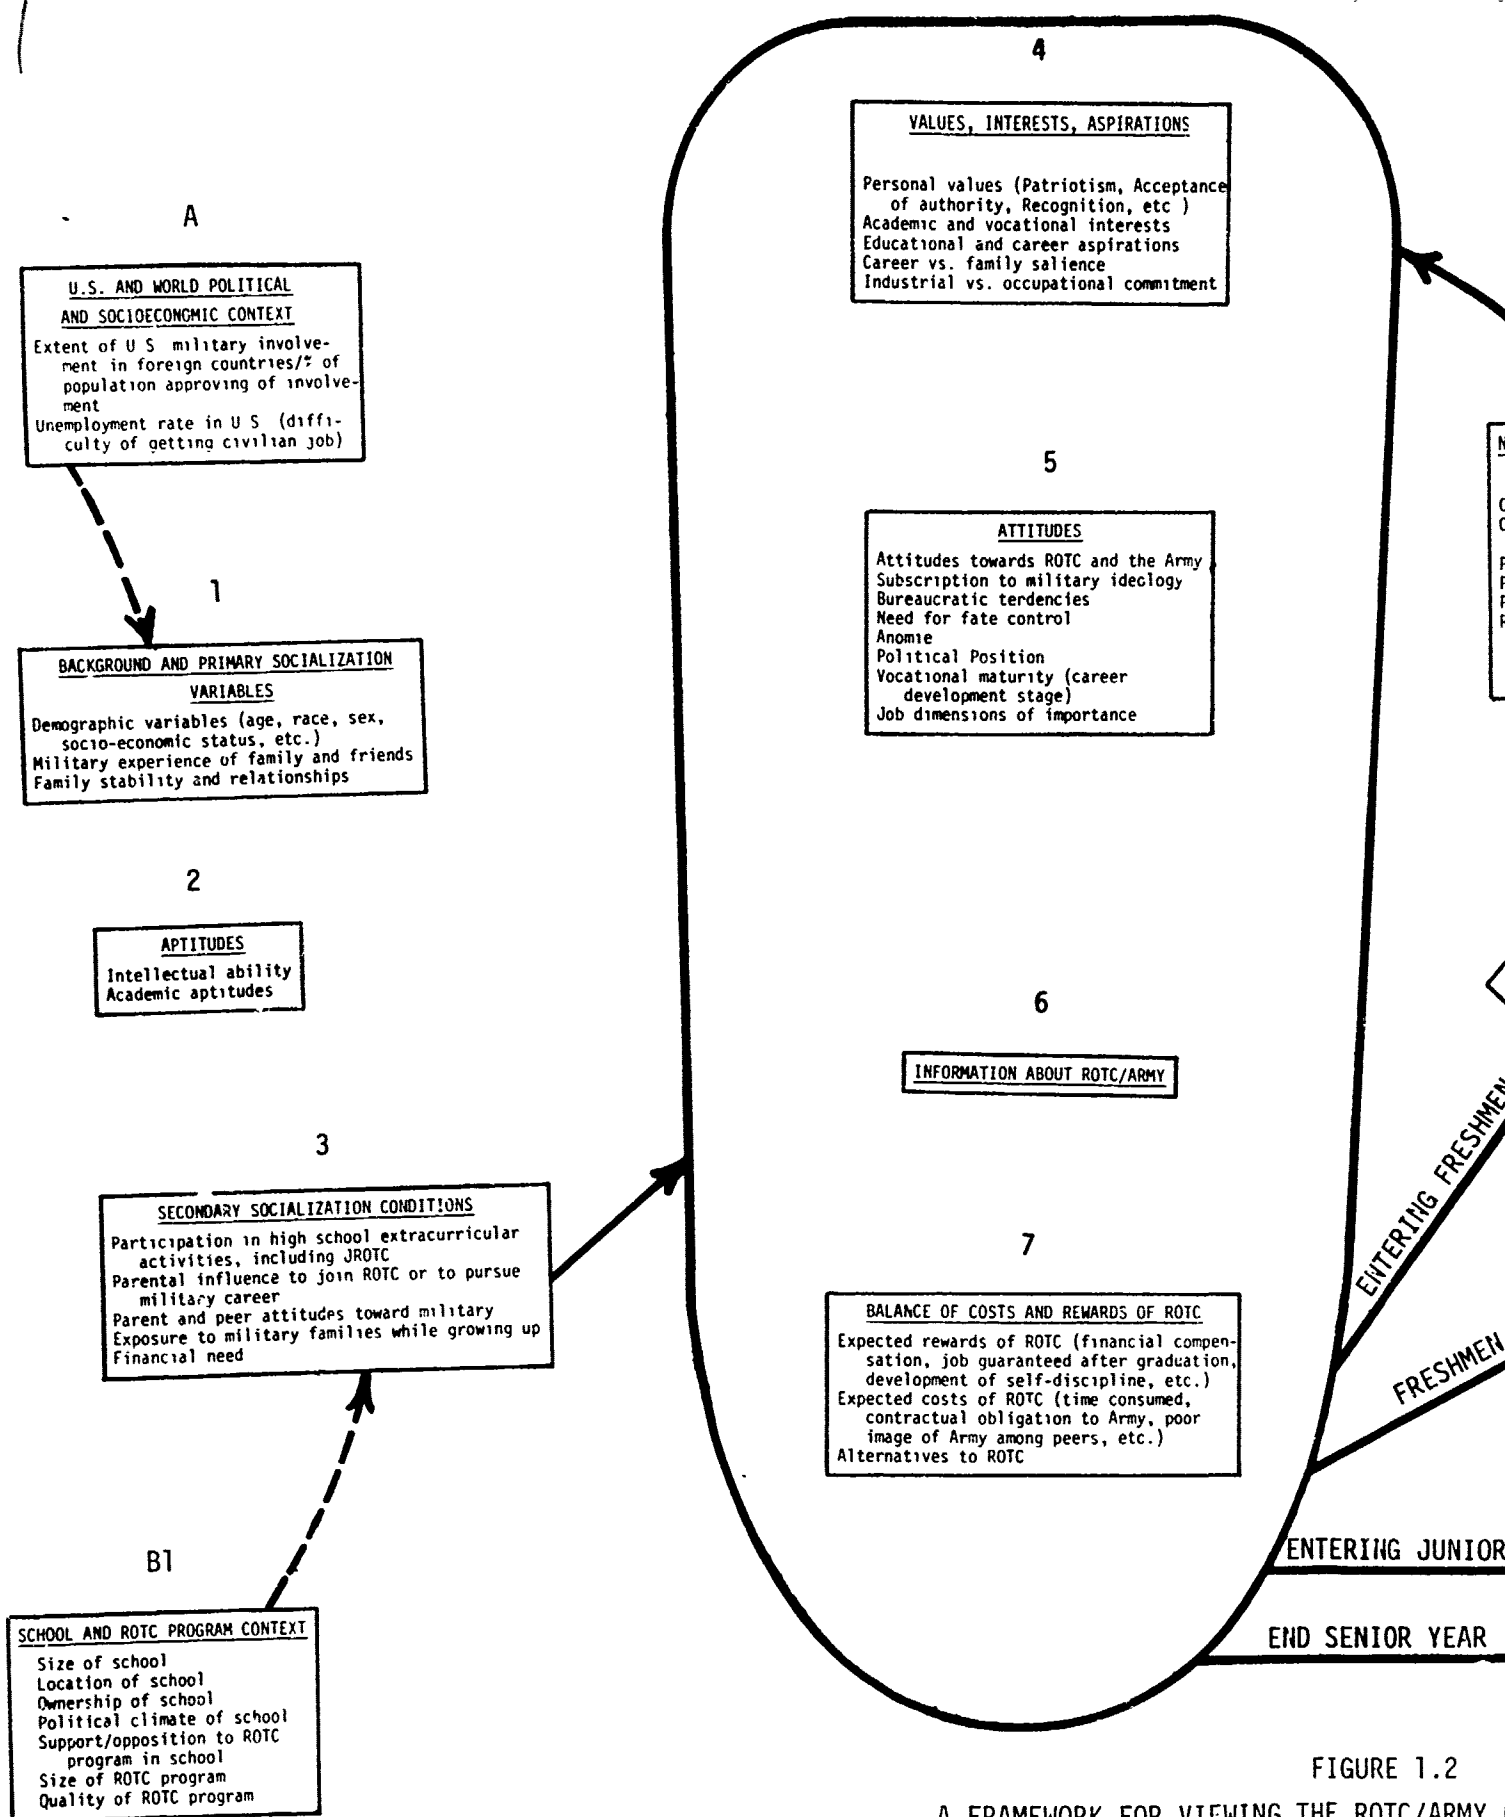 4
VALUES, INTERESTS, ASPIRATIONS
Personal values (Patriotism, Acceptance
of authority, Recognition, etc )
Academic and vocational interests
Educational and career aspirations
Career vs. family salience
Industrial vs. occupational commitment
A
U.S. AND WORLD POLITICAL
AND SOCIOECONOMIC CONTEXT
Extent of U S military involve-
ment in foreign countries/% of
population approving of involve-
ment
Unemployment rate in U S (diffi-
culty of getting civilian job)
5
ATTITUDES
Attitudes towards ROTC and the Army
Subscription to military ideology
Bureaucratic terdencies
Need for fate control
Anomie
Political Position
Vocational maturity (career
development stage)
Job dimensions of importance
1
BACKGROUND AND PRIMARY SOCIALIZATION
VARIABLES
Demographic variables (age, race, sex,
socio-economic status, etc.)
Military experience of family and friends
Family stability and relationships
2
APTITUDES
Intellectual ability
Academic aptitudes
6
INFORMATION ABOUT ROTC/ARMY
3
SECONDARY SOCIALIZATION CONDITIONS
Participation in high school extracurricular
activities, including JROTC
Parental influence to join ROTC or to pursue
military career
Parent and peer attitudes toward military
Exposure to military families while growing up
Financial need
7
BALANCE OF COSTS AND REWARDS OF ROTC
Expected rewards of ROTC (financial compen-
sation, job guaranteed after graduation,
development of self-discipline, etc.)
Expected costs of ROTC (time consumed,
contractual obligation to Army, poor
image of Army among peers, etc.)
Alternatives to ROTC
ENTERING FRESHMEN
FRESHMEN
ENTERING JUNIOR
END SENIOR YEAR
B1
SCHOOL AND ROTC PROGRAM CONTEXT
Size of school
Location of school
Ownership of school
Political climate of school
Support/opposition to ROTC
program in school
Size of ROTC program
Quality of ROTC program
FIGURE 1.2
A FRAMEWORK FOR VIEWING THE ROTC/ARMY